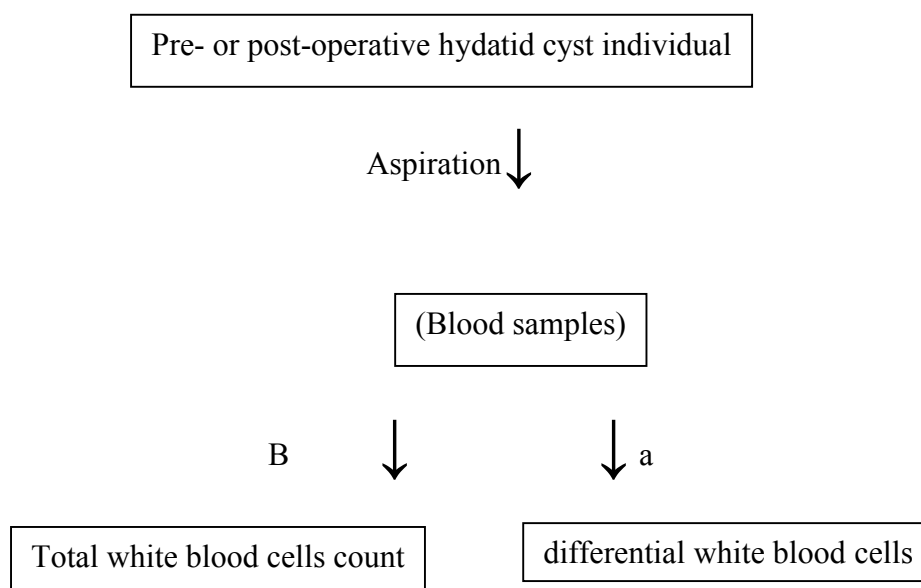 Pre- or post-operative hydatid cyst individual
Aspiration
(Blood samples)
B
a
Total white blood cells count
differential white blood cells